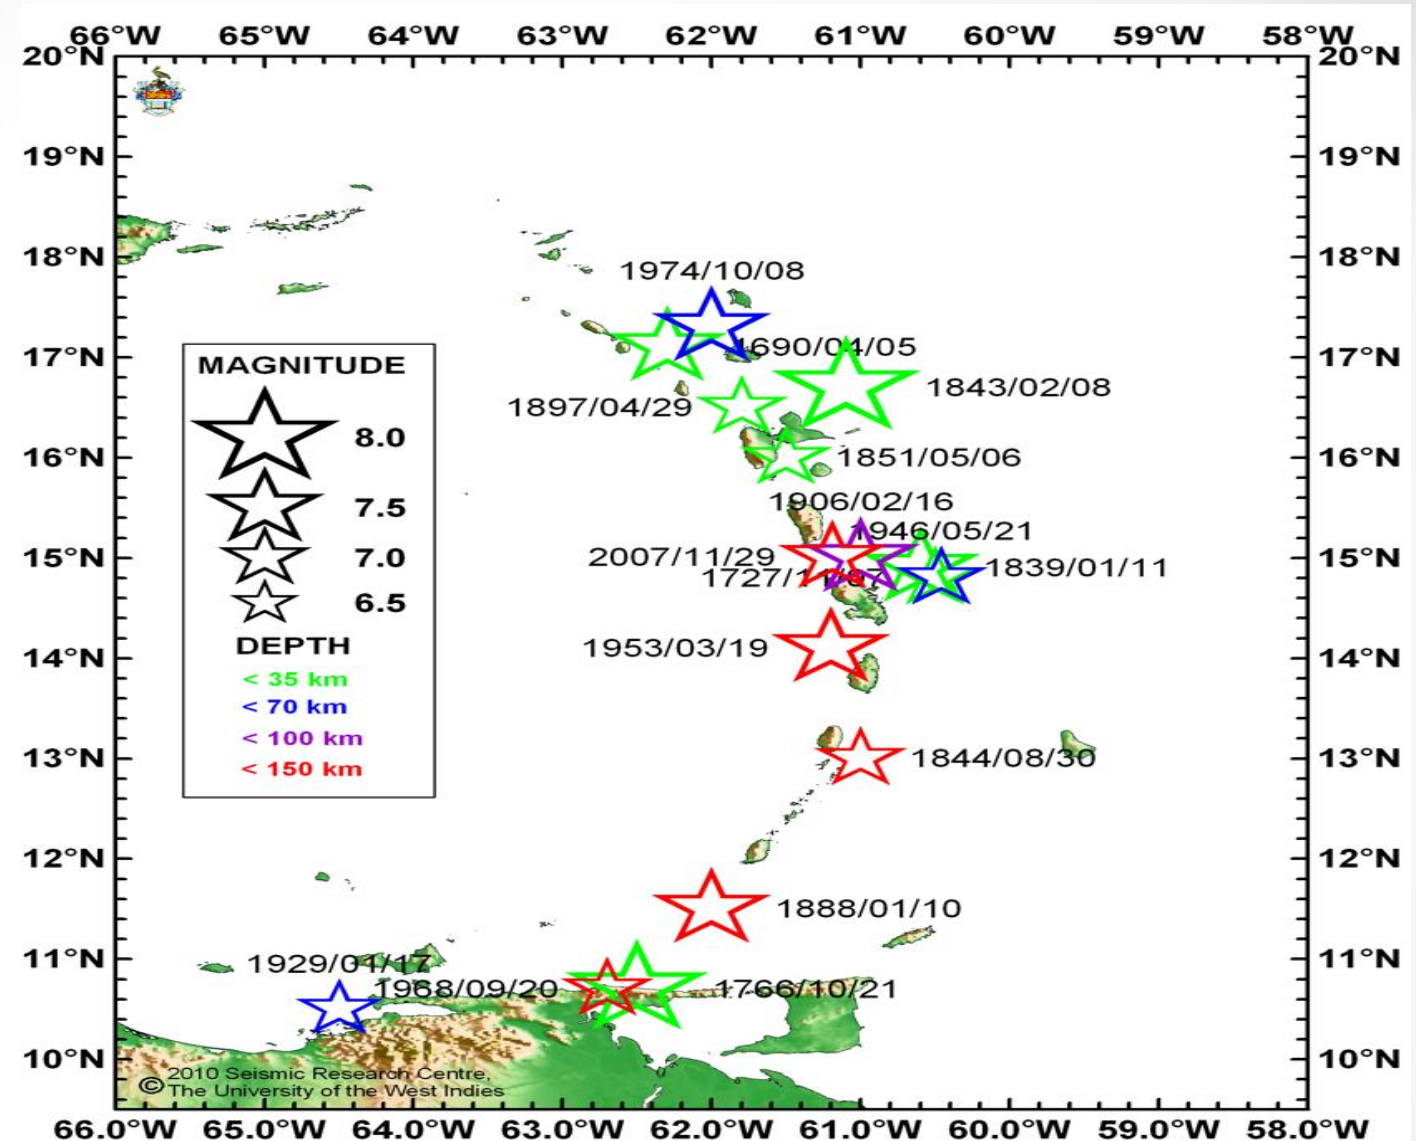 66°W 65°W 64°W 63°W 62°W 61°W 60°W 59°W 58°W
20°N 20°N
19°N 19°N
18°N 18°N
1974/10/08
17°N 17°N
1690/04/05
1843/02/08
1897/04/29
16°N 16°N
1851/05/06
1906/02/16
1946/05/21
15°N 15°N
2007/11/29
1839/01/11
1727/11/07
14°N 14°N
1953/03/19
13°N 13°N
1844/08/30
12°N 12°N
1888/01/10
11°N 11°N
1929/01/17
1968/09/20
1766/10/21
10°N 10°N
MAGNITUDE
8.0
7.5
7.0
6.5
DEPTH
< 35 km
< 70 km
< 100 km
< 150 km
© 2010 Seismic Research Centre,
The University of the West Indies
66.0°W 65.0°W 64.0°W 63.0°W 62.0°W 61.0°W 60.0°W 59.0°W 58.0°W